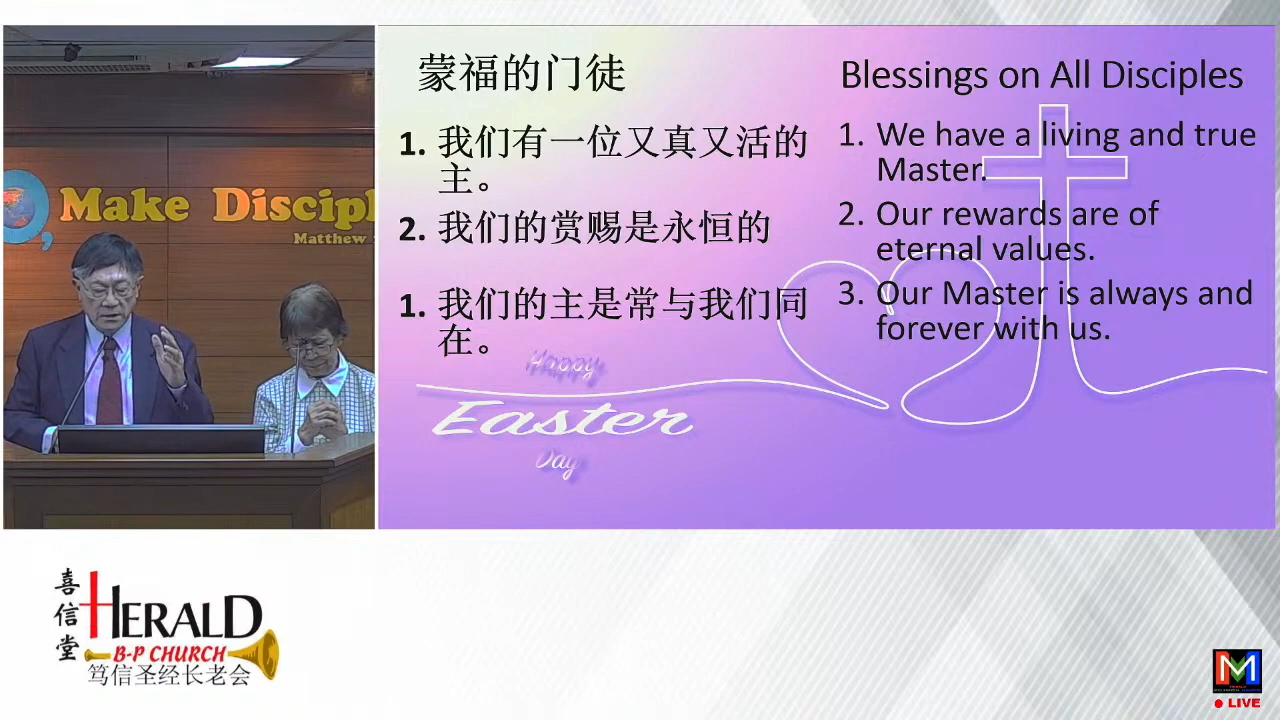 Make Discipl
Matthew
蒙福的门徒
1. 我们有一位又真又活的
主。
2. 我们的赏赐是永恒的
1. 我们的主是常与我们同
在。
Happy
Easter
Day
Blessings on All Disciples
1. We have a living and true
Master.
2. Our rewards are of
eternal values.
3. Our Master is always and
forever with us.
喜信堂
HERALD
B-P CHURCH
笃信圣经长老会
M
LIVE